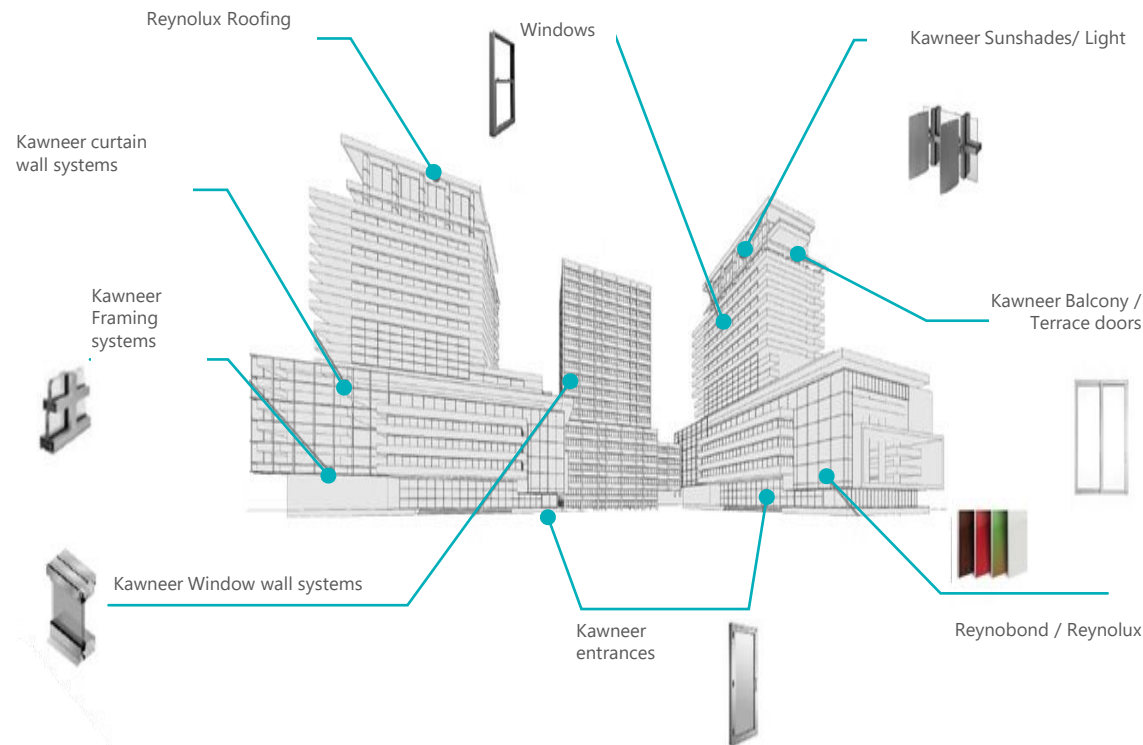 Reynolux Roofing
Windows
Kawneer Sunshades/ Light
Kawneer curtain
wall systems
Kawneer
Framing
systems
Kawneer Balcony /
Terrace doors
Kawneer Window wall systems
Kawneer
entrances
Reynobond / Reynolux